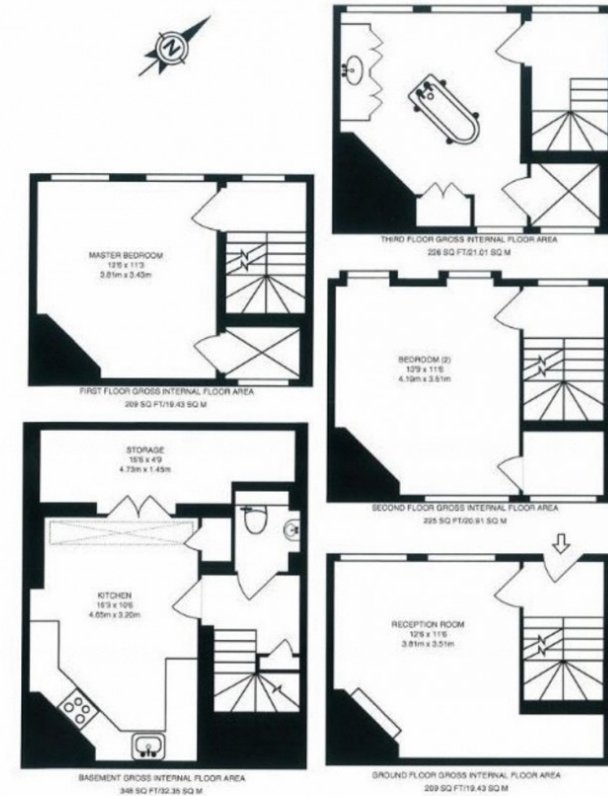 N
THIRD FLOOR GROSS INTERNAL FLOOR AREA
226 SQ FT/21.01 SQ M
MASTER BEDROOM
12'6 x 11'3
3.81m x 3.43m
FIRST FLOOR GROSS INTERNAL FLOOR AREA
209 SQ FT/19.43 SQ M
BEDROOM (2)
13'9 x 11'6
4.19m x 3.51m
SECOND FLOOR GROSS INTERNAL FLOOR AREA
225 SQ FT/20.91 SQ M
STORAGE
15'6 x 4'9
4.73m x 1.45m
KITCHEN
15'3 x 10'6
4.65m x 3.20m
BASEMENT GROSS INTERNAL FLOOR AREA
348 SQ FT/32.35 SQ M
RECEPTION ROOM
12'6 x 11'6
3.81m x 3.51m
GROUND FLOOR GROSS INTERNAL FLOOR AREA
209 SQ FT/19.43 SQ M